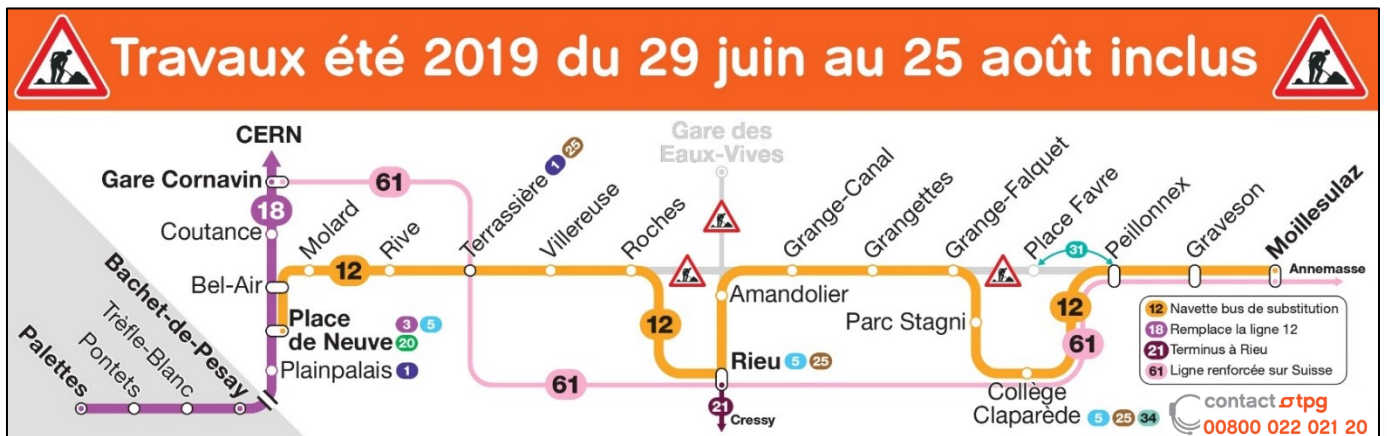 Travaux été 2019 du 29 juin au 25 août inclus
CERN
Gare des
Eaux-Vives
Gare Cornavin
61
18
Coutance
Bel-Air
Molard
Rive
Terrassière 1 25
Villereuse
Roches
Grange-Canal
Grangettes
Grange-Falquet
Place Favre
31
Peillonnex
Graveson
Moillesulaz
Annemasse
12
Place
de Neuve 3 5
20
Plainpalais 1
Bachet-de-Pesay
Trèfle-Blanc
Pontets
Palettes
12
61
Amandolier
Rieu 5 25
21
Cressy
Parc Stagni
12
61
Collège
Claparède 5 25 34
12 Navette bus de substitution
18 Remplace la ligne 12
21 Terminus à Rieu
61 Ligne renforcée sur Suisse
contact tpg
00800 022 021 20